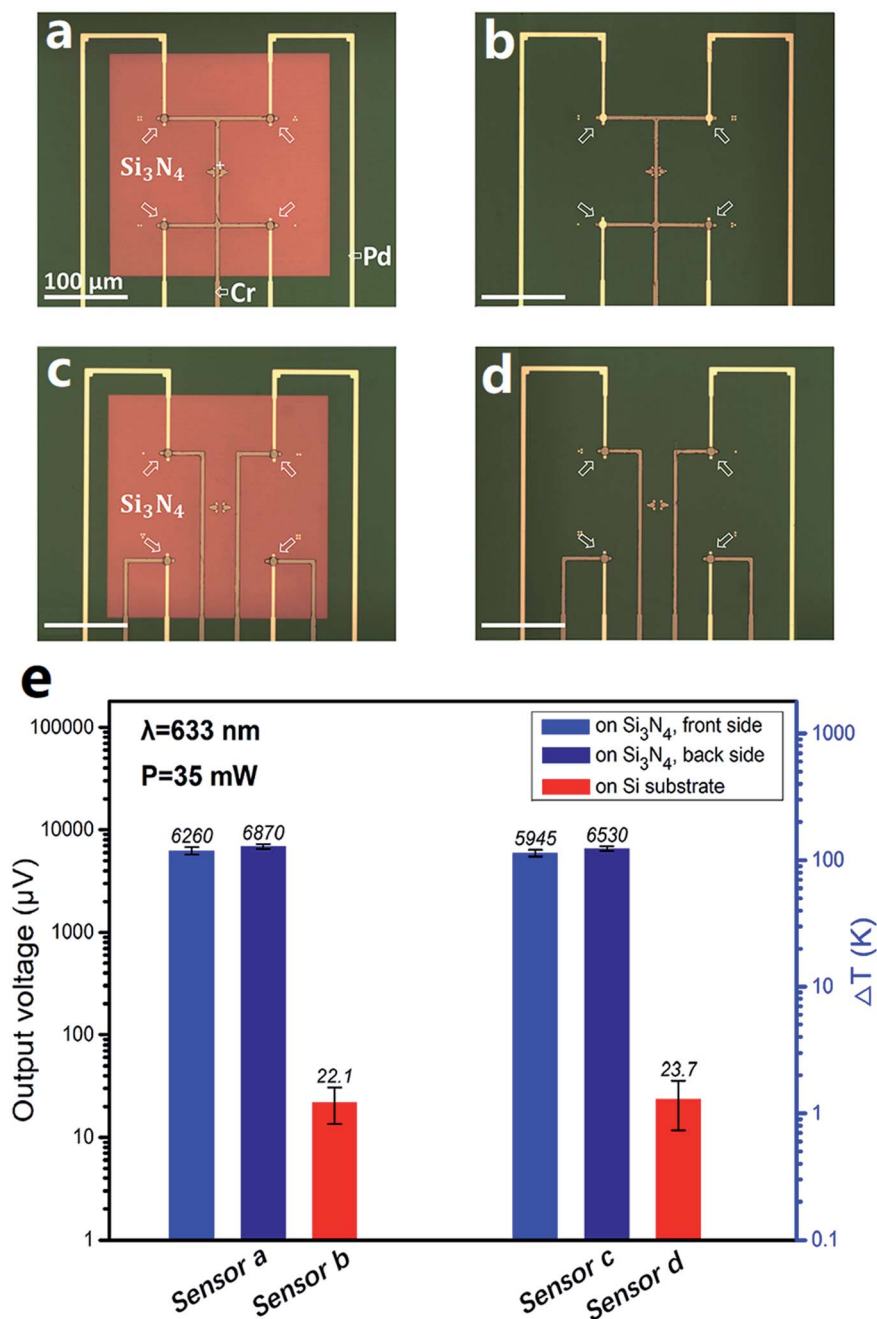 a
b
Si₃N₄
Pd
100 μm
Cr
c
d
Si₃N₄
e
λ=633 nm
P=35 mW
on Si₃N₄, front side
on Si₃N₄, back side
on Si substrate
100000
10000
1000
100
10
1
Output voltage (μV)
6260
6870
22.1
5945
6530
23.7
1000
100
10
1
0.1
ΔT (K)
Sensor a
Sensor b
Sensor c
Sensor d